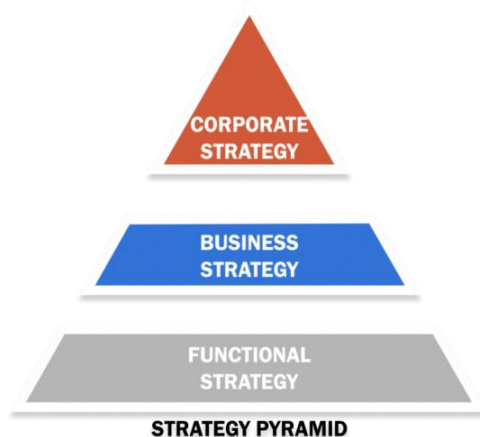 CORPORATE
STRATEGY
BUSINESS
STRATEGY
FUNCTIONAL
STRATEGY
STRATEGY PYRAMID